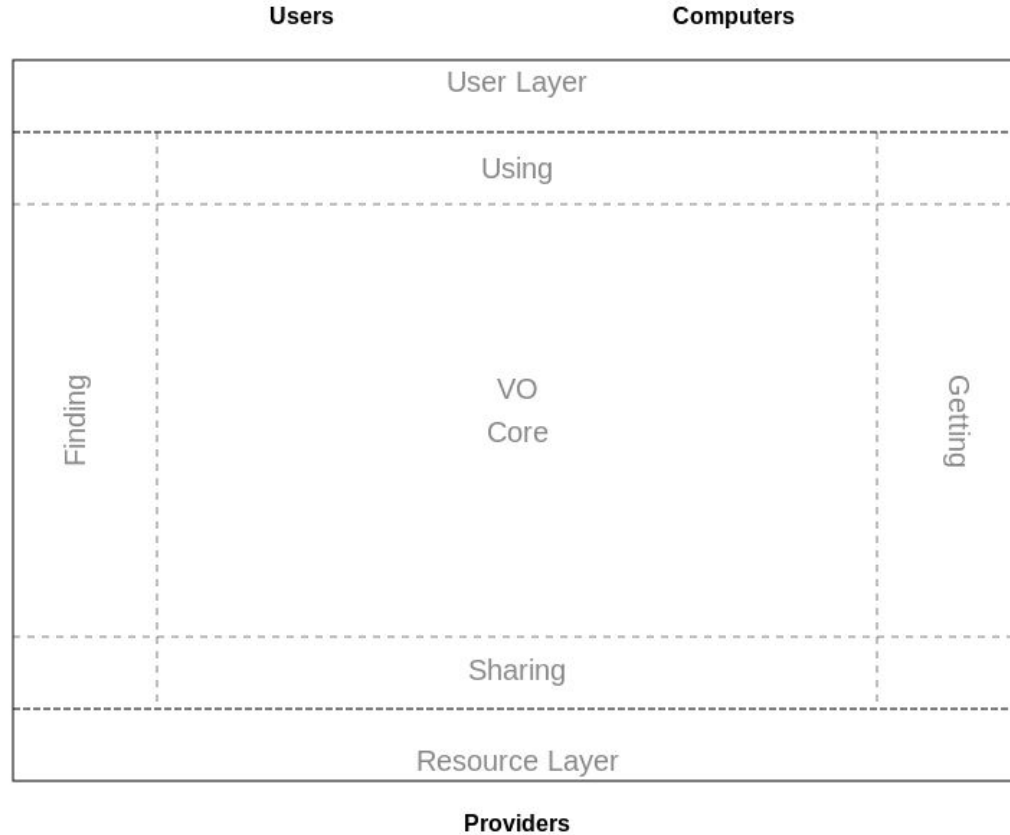 Users
Computers
User Layer
Using
Finding
VO
Core
Getting
Sharing
Resource Layer
Providers